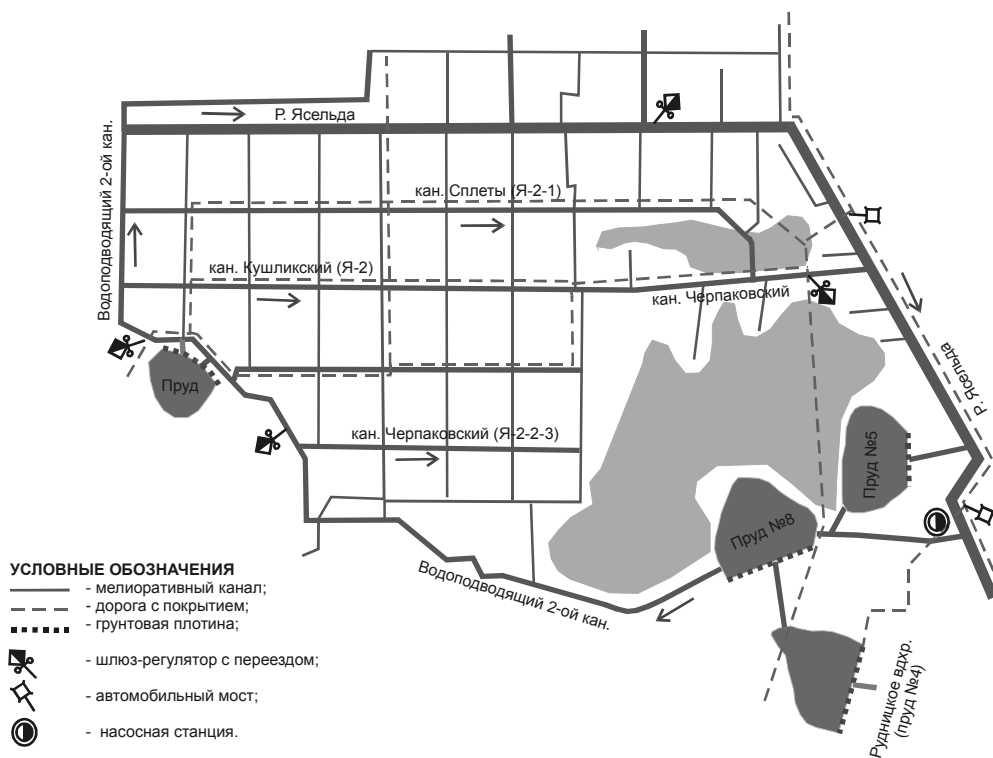 Р. Ясельда
Водоподводящий 2-ой кан.
кан. Сплеты (Я-2-1)
кан. Кушликский (Я-2)
кан. Черпаковский
Р. Ясельда
Пруд
кан. Черпаковский (Я-2-2-3)
Пруд №5
Пруд №8
Водоподводящий 2-ой кан.
Рудницкое вдхр.
(пруд №4)
УСЛОВНЫЕ ОБОЗНАЧЕНИЯ
- мелиоративный канал;
- дорога с покрытием;
- грунтовая плотина;
- шлюз-регулятор с переездом;
- автомобильный мост;
- насосная станция.